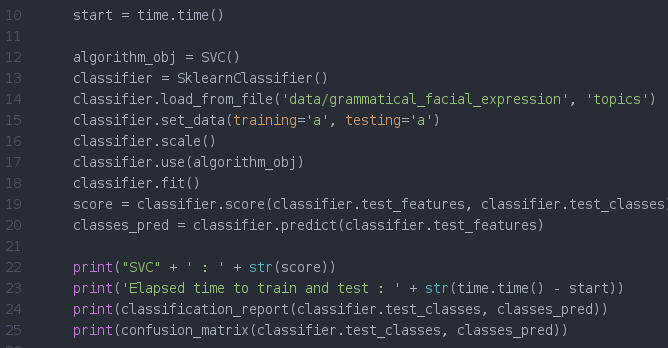 10 start = time.time()
11
12 algorithm_obj = SVC()
13 classifier = SklearnClassifier()
14 classifier.load_from_file('data/grammatical_facial_expression', 'topics')
15 classifier.set_data(training='a', testing='a')
16 classifier.scale()
17 classifier.use(algorithm_obj)
18 classifier.fit()
19 score = classifier.score(classifier.test_features, classifier.test_classes)
20 classes_pred = classifier.predict(classifier.test_features)
21
22 print("SVC" + ' : ' + str(score))
23 print('Elapsed time to train and test : ' + str(time.time() - start))
24 print(classification_report(classifier.test_classes, classes_pred))
25 print(confusion_matrix(classifier.test_classes, classes_pred))